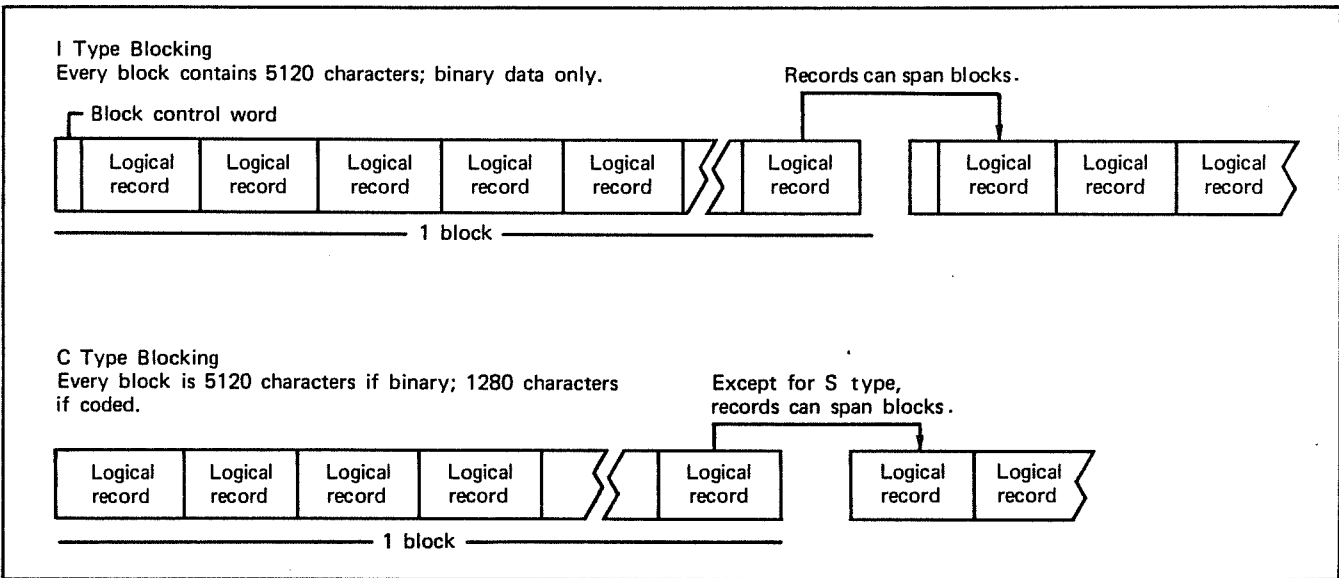 I Type Blocking
Every block contains 5120 characters; binary data only.
Records can span blocks.
Block control word
Logical record
Logical record
Logical record
Logical record
Logical record
Logical record
Logical record
Logical record
Logical record
1 block
C Type Blocking
Every block is 5120 characters if binary; 1280 characters
if coded.
Except for S type,
records can span blocks.
Logical record
Logical record
Logical record
Logical record
Logical record
Logical record
Logical record
1 block